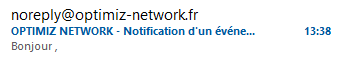 noreply@optimiz-network.fr
OPTIMIZ NETWORK - Notification d'un événe... 13:38
Bonjour ,